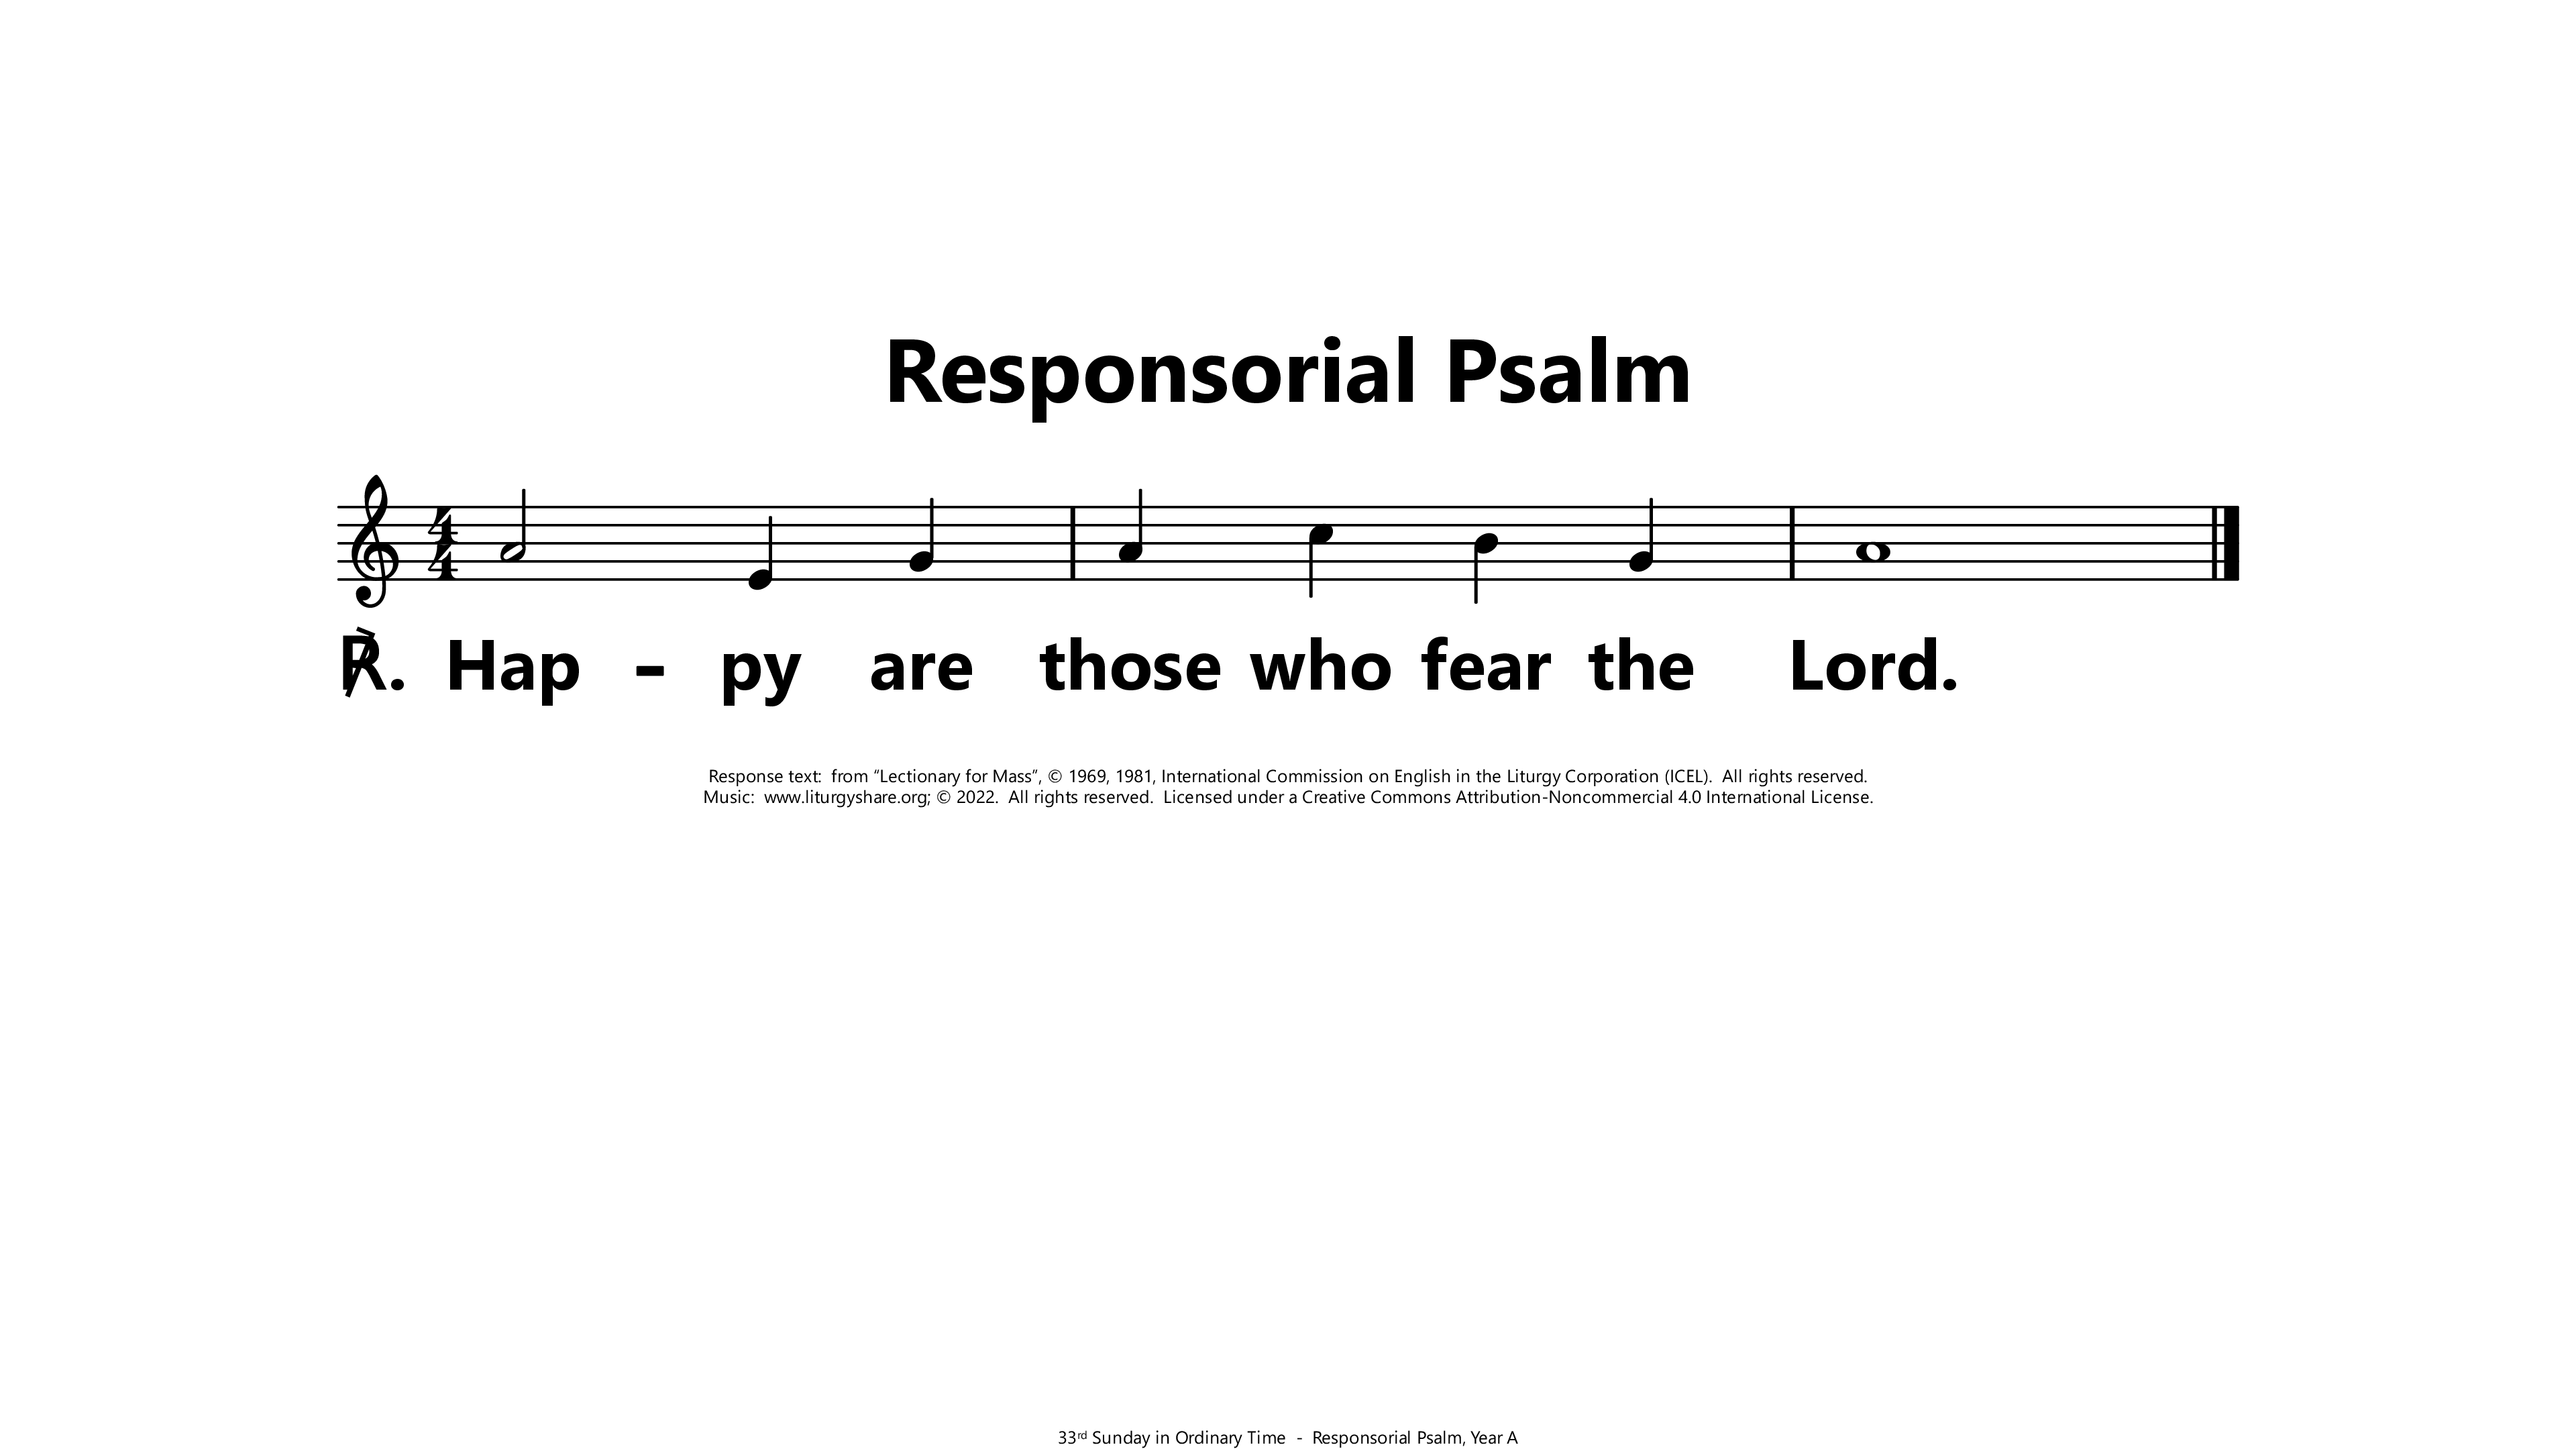 Responsorial Psalm
℟. Hap - py are those who fear the Lord.
Response text: from “Lectionary for Mass”, © 1969, 1981, International Commission on English in the Liturgy Corporation (ICEL). All rights reserved.
Music: www.liturgyshare.org; © 2022. All rights reserved. Licensed under a Creative Commons Attribution-Noncommercial 4.0 International License.
33rd Sunday in Ordinary Time - Responsorial Psalm, Year A